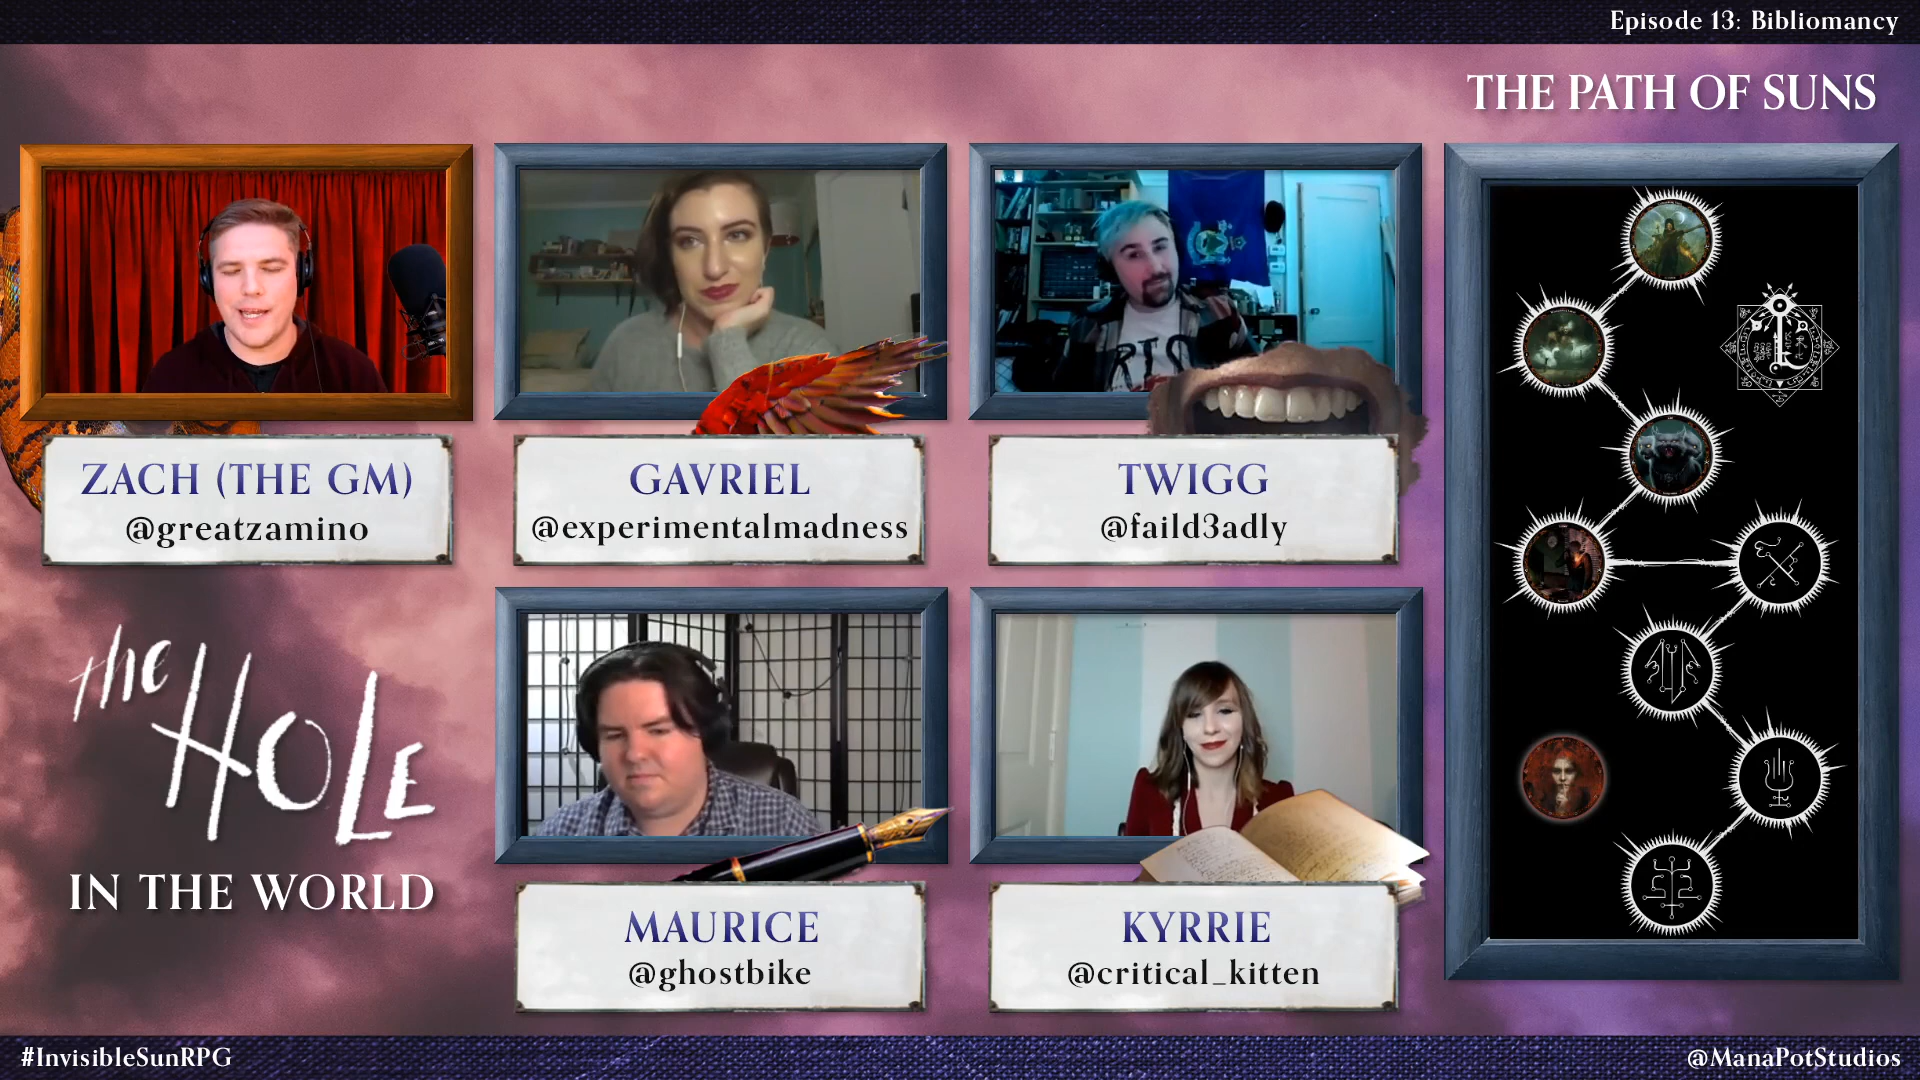 Episode 13: Bibliomancy
THE PATH OF SUNS
ZACH (THE GM)
@greatzamino
GAVRIEL
@experimentalmadness
TWIGG
@faild3adly
the HOLE
IN THE WORLD
MAURICE
@ghostbike
KYRRIE
@critical_kitten
#InvisibleSunRPG
@ManaPotStudios